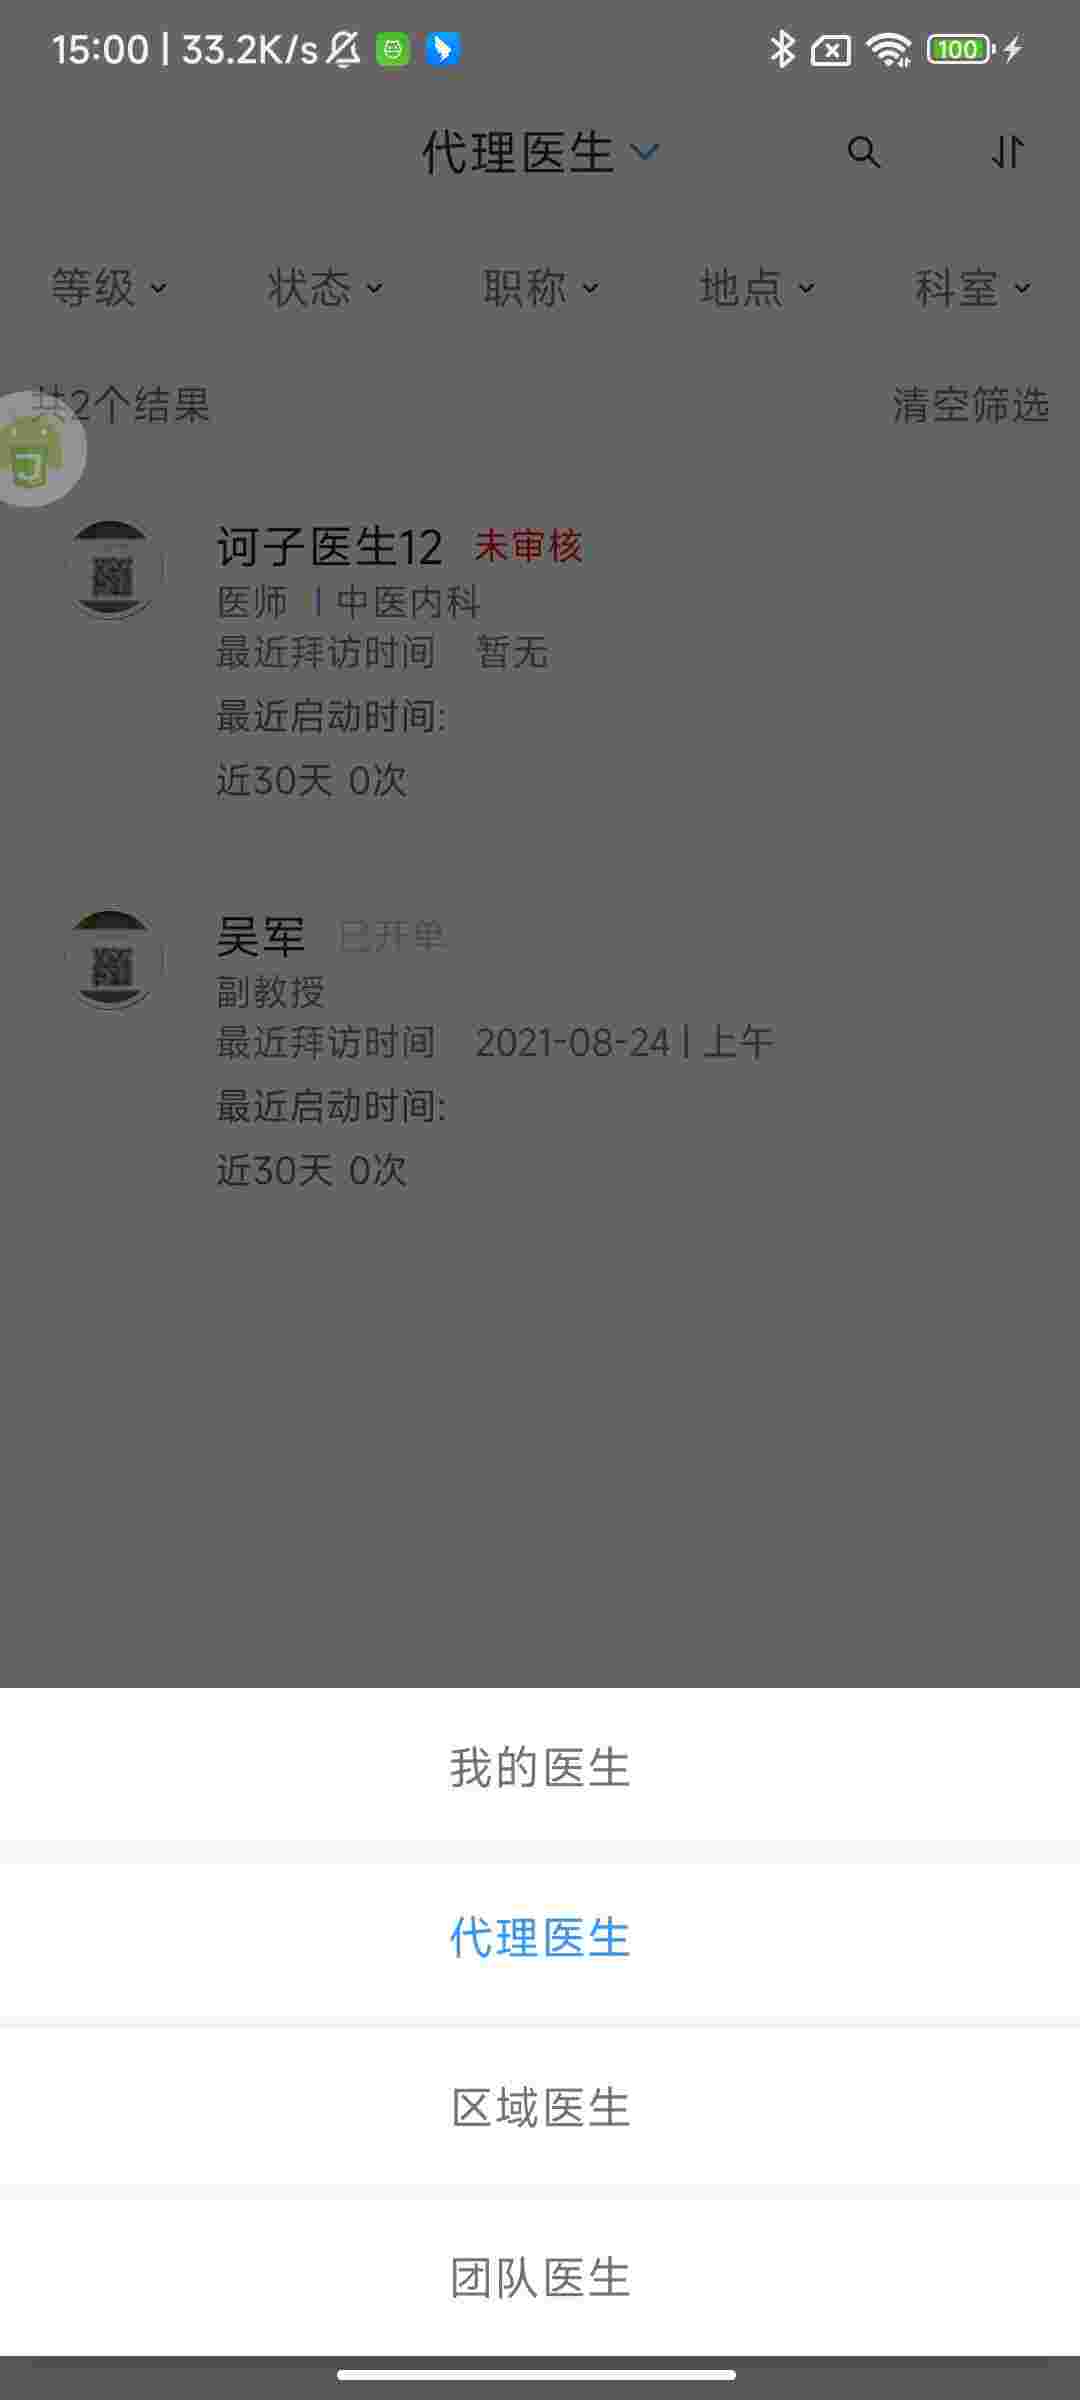 15:00 | 33.2K/s
100
代理医生
等级 状态 职称 地点 科室
共2个结果 清空筛选
诃子医生12 未审核
医师 | 中医内科
最近拜访时间 暂无
最近启动时间:
近30天 0次
吴军 已开单
副教授
最近拜访时间 2021-08-24 | 上午
最近启动时间:
近30天 0次
我的医生
代理医生
区域医生
团队医生